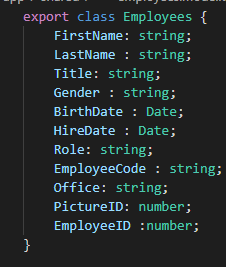 export class Employees {
FirstName: string;
LastName : string;
Title: string;
Gender : string;
BirthDate : Date;
HireDate : Date;
Role: string;
EmployeeCode : string;
Office: string;
PictureID: number;
EmployeeID :number;
}